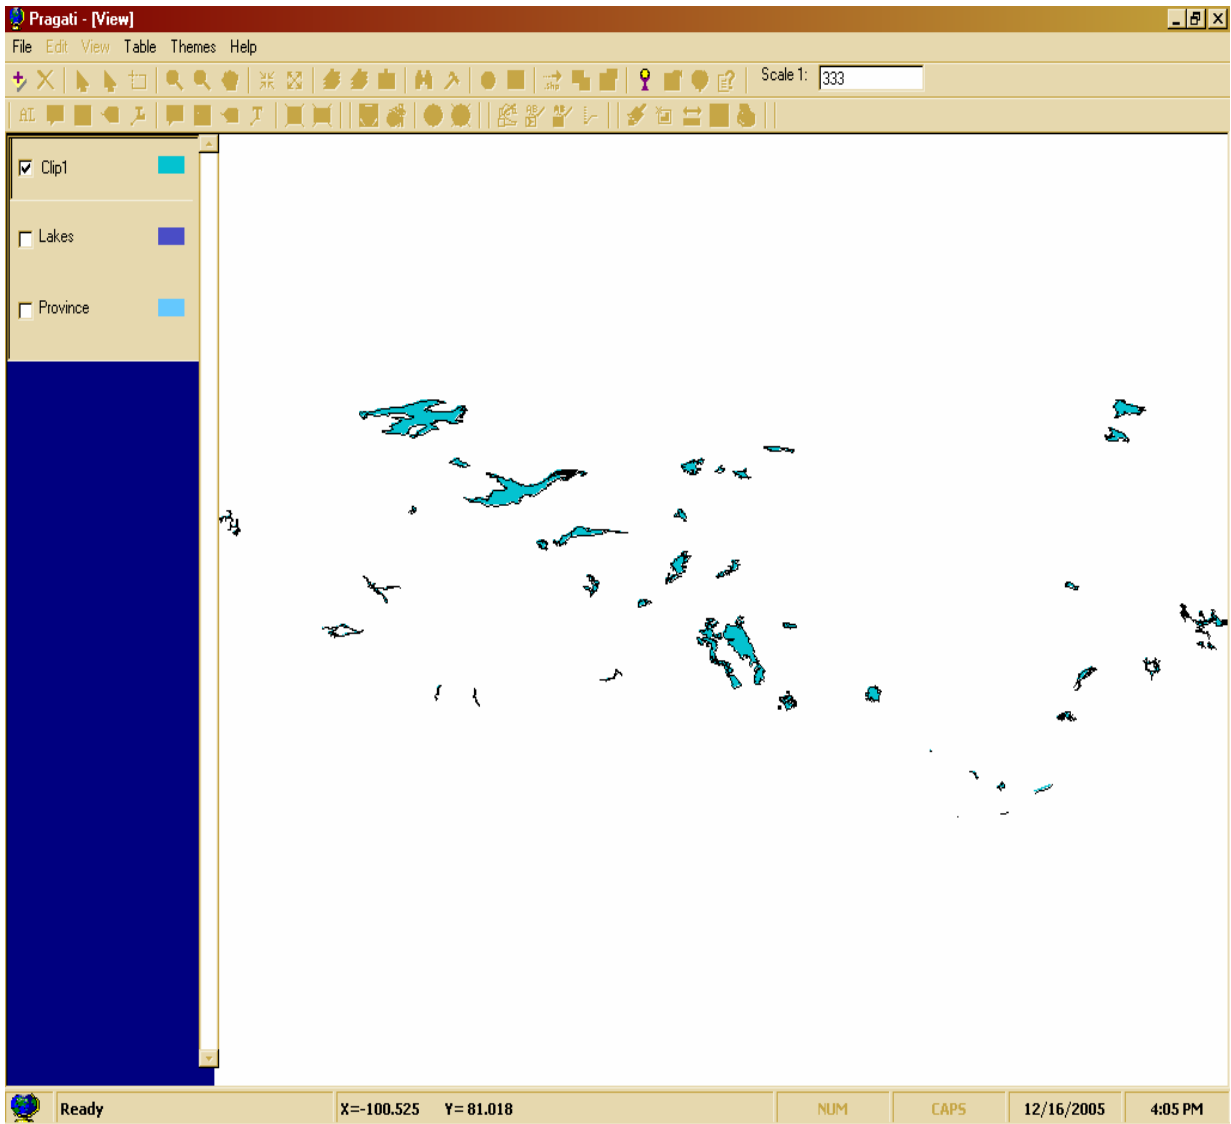 Pragati - [View]
File Edit View Table Themes Help
Scale 1: 333
Clip1
Lakes
Province
Ready X=-100.525 Y= 81.018 NUM CAPS 12/16/2005 4:05 PM